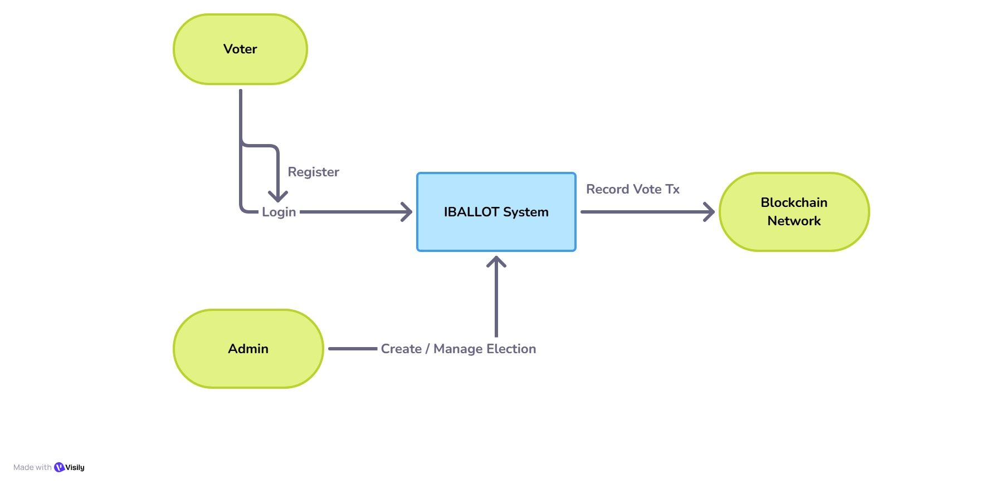 Voter
Register
Login
IBALLOT System
Record Vote Tx
Blockchain
Network
Admin
Create / Manage Election
Made with Visily